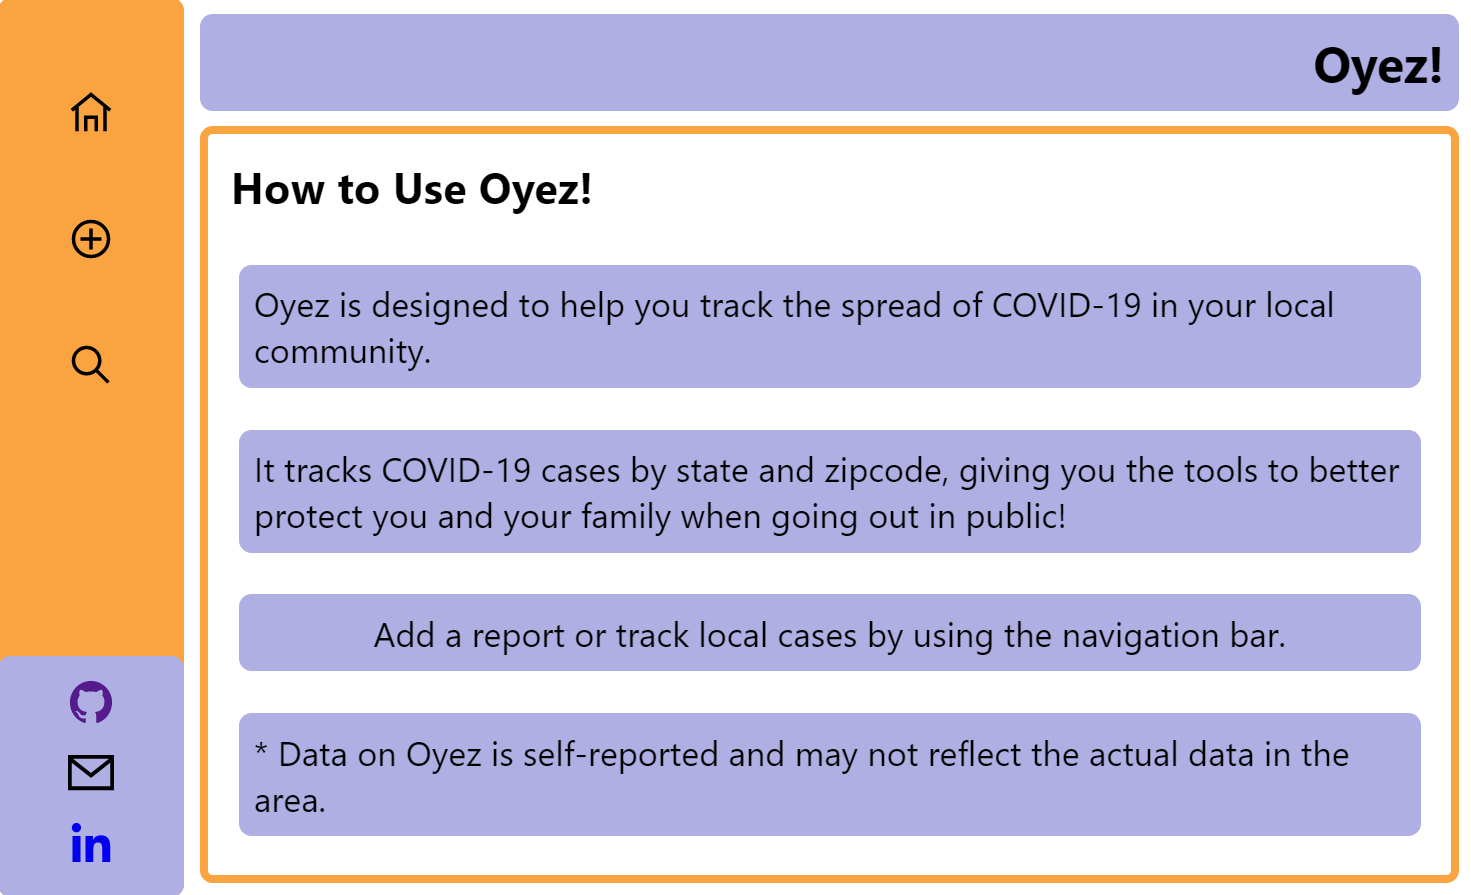 Oyez!
How to Use Oyez!
Oyez is designed to help you track the spread of COVID-19 in your local
community.
It tracks COVID-19 cases by state and zipcode, giving you the tools to better
protect you and your family when going out in public!
Add a report or track local cases by using the navigation bar.
* Data on Oyez is self-reported and may not reflect the actual data in the
area.
in